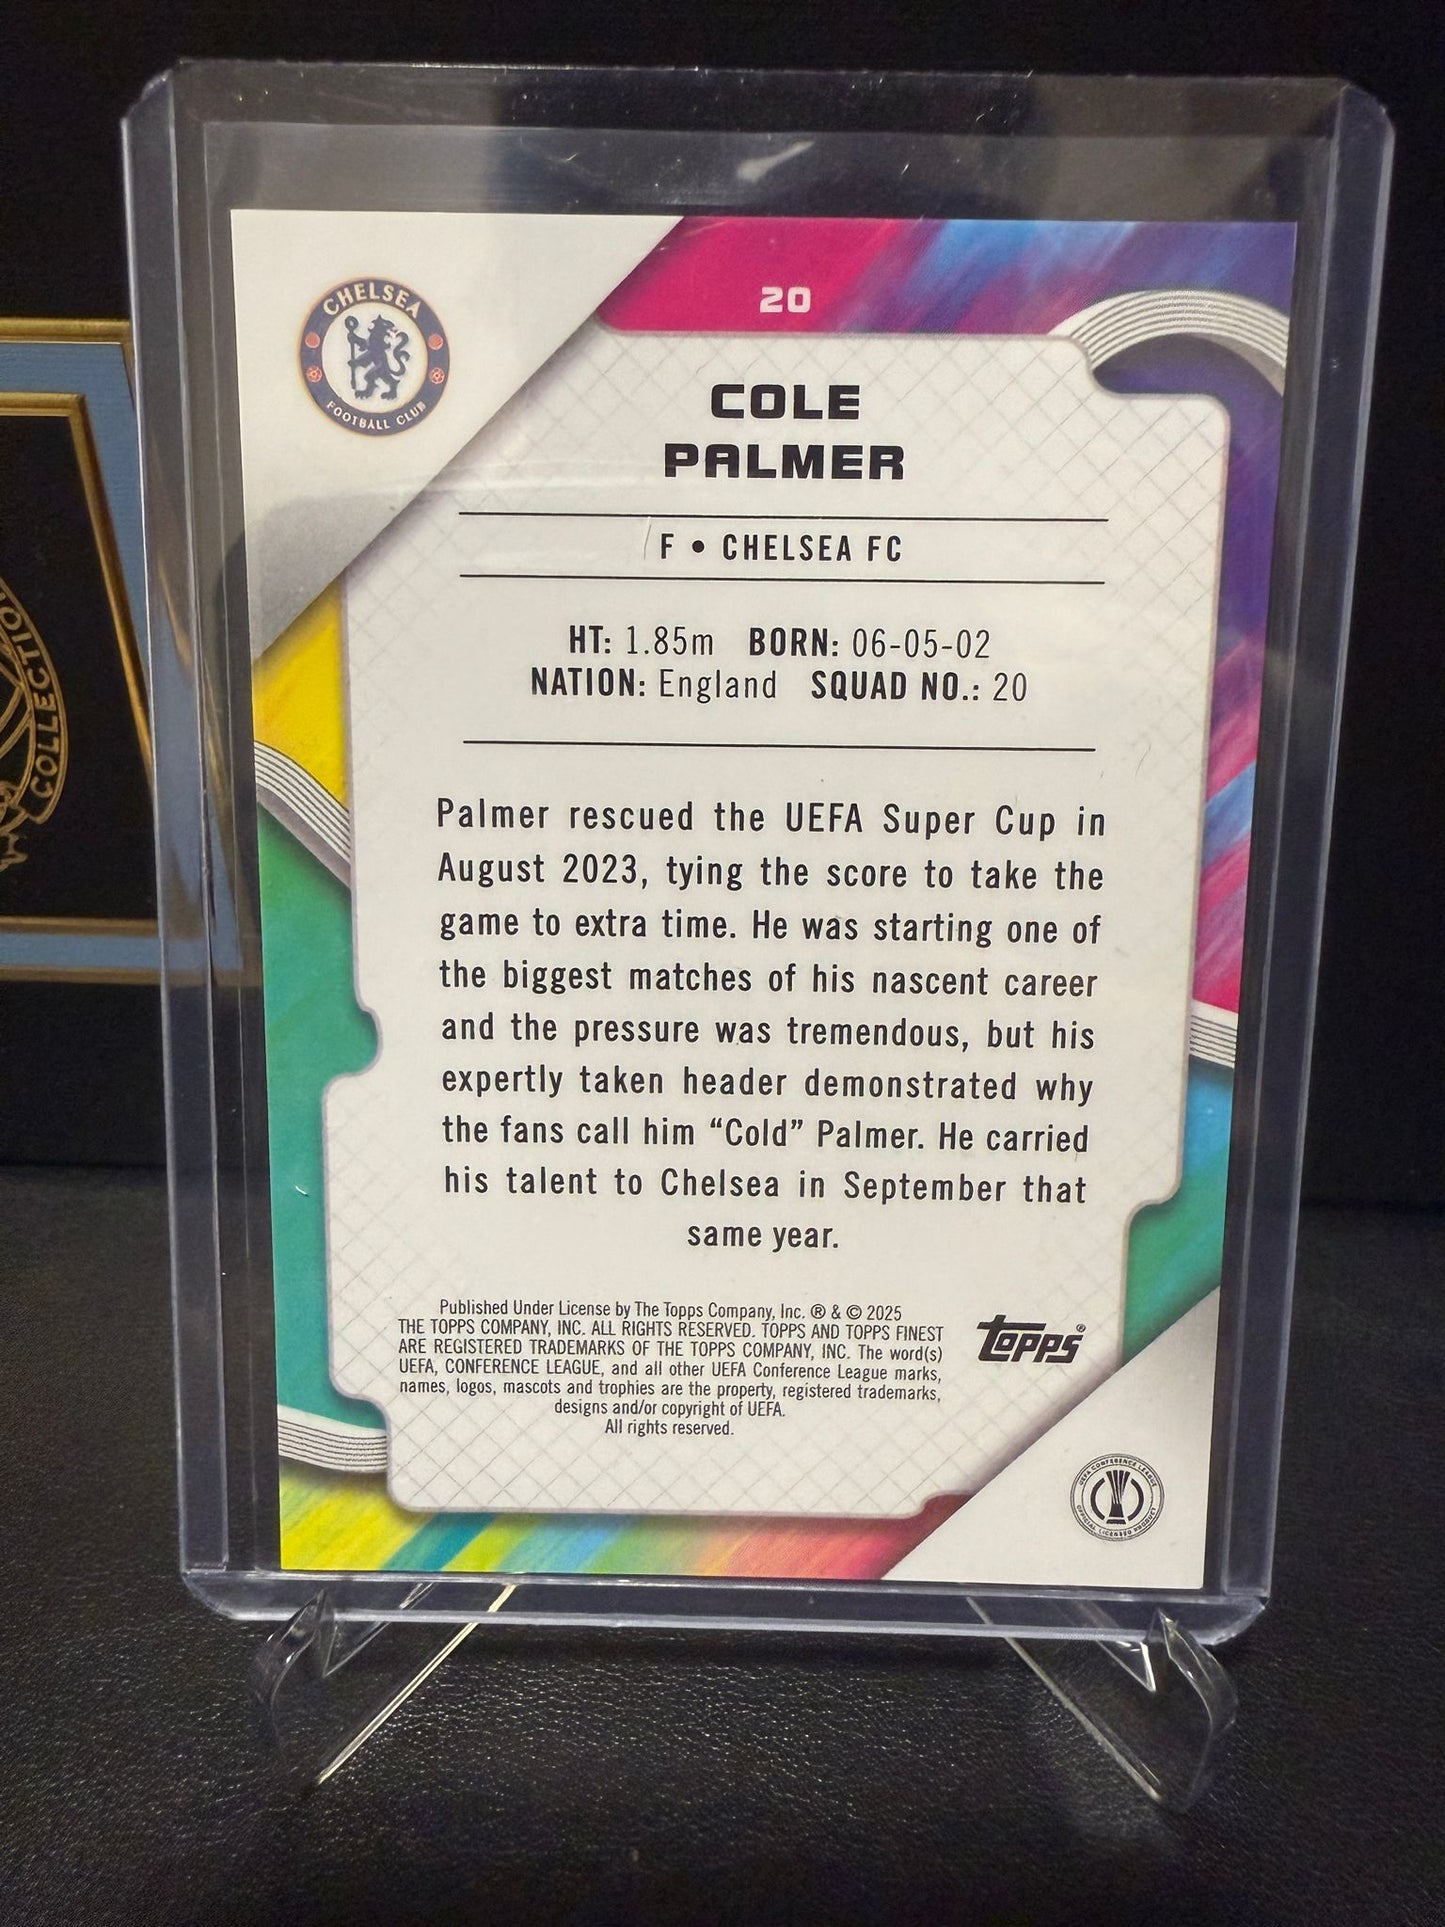 CHELSEA
FOOTBALL CLUB
20
COLE
PALMER
F • CHELSEA FC
HT: 1.85m BORN: 06-05-02
NATION: England SQUAD NO.: 20
Palmer rescued the UEFA Super Cup in
August 2023, tying the score to take the
game to extra time. He was starting one of
the biggest matches of his nascent career
and the pressure was tremendous, but his
expertly taken header demonstrated why
the fans call him “Cold” Palmer. He carried
his talent to Chelsea in September that
same year.
Published Under License by The Topps Company, Inc. ® & © 2025
THE TOPPS COMPANY, INC. ALL RIGHTS RESERVED. TOPPS AND TOPPS FINEST
ARE REGISTERED TRADEMARKS OF THE TOPPS COMPANY, INC. The word(s)
UEFA, CONFERENCE LEAGUE, and all other UEFA Conference League marks,
names, logos, mascots and trophies are the property, registered trademarks,
designs and/or copyright of UEFA.
All rights reserved.
Topps®
UEFA CONFERENCE LEAGUE
OFFICIAL LICENSED PRODUCT
COLLECTION